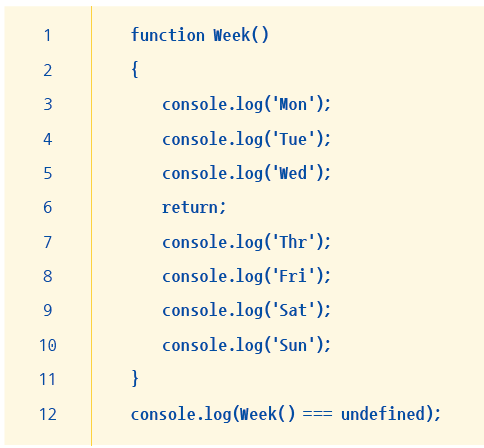 1 function Week()
2 {
3 console.log('Mon');
4 console.log('Tue');
5 console.log('Wed');
6 return;
7 console.log('Thr');
8 console.log('Fri');
9 console.log('Sat');
10 console.log('Sun');
11 }
12 console.log(Week() === undefined);